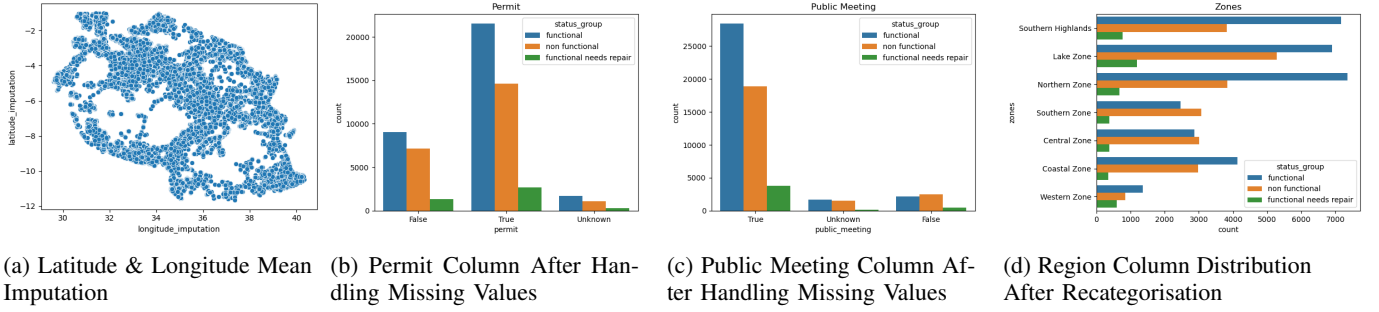 −2
−4
−6
−8
−10
−12
30
32
34
36
38
40
latitude_imputation
longitude_imputation
(a) Latitude & Longitude Mean
Imputation
Permit
status_group
functional
non functional
functional needs repair
20000
15000
10000
5000
0
count
False
True
Unknown
permit
(b) Permit Column After Han-
dling Missing Values
Public Meeting
status_group
functional
non functional
functional needs repair
25000
20000
15000
10000
5000
0
count
True
Unknown
False
public_meeting
(c) Public Meeting Column Af-
ter Handling Missing Values
Zones
Southern Highlands
Lake Zone
Northern Zone
Southern Zone
Central Zone
Coastal Zone
Western Zone
zones
status_group
functional
non functional
functional needs repair
0
1000
2000
3000
4000
5000
6000
7000
count
(d) Region Column Distribution
After Recategorisation